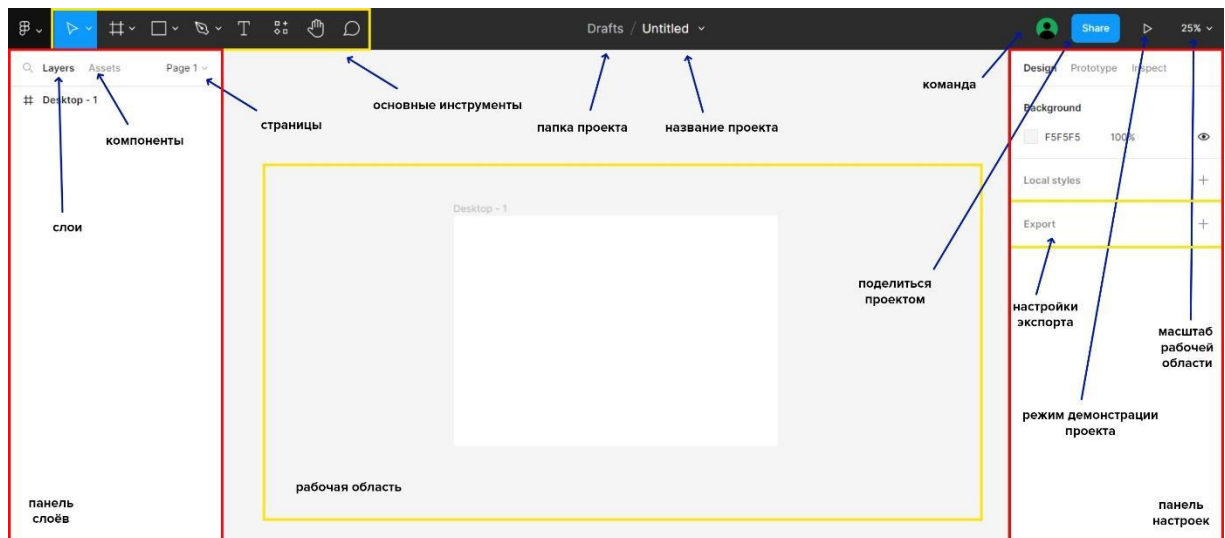 Drafts / Untitled
Share
25%
Layers Assets Page 1
Desktop - 1
слои
компоненты
страницы
основные инструменты
папка проекта
название проекта
команда
Design Prototype Inspect
Background
F5F5F5 100%
Local styles
Export
Desktop - 1
поделиться
проектом
настройки
экспорта
масштаб
рабочей
области
режим демонстрации
проекта
рабочая область
панель
слоёв
панель
настроек